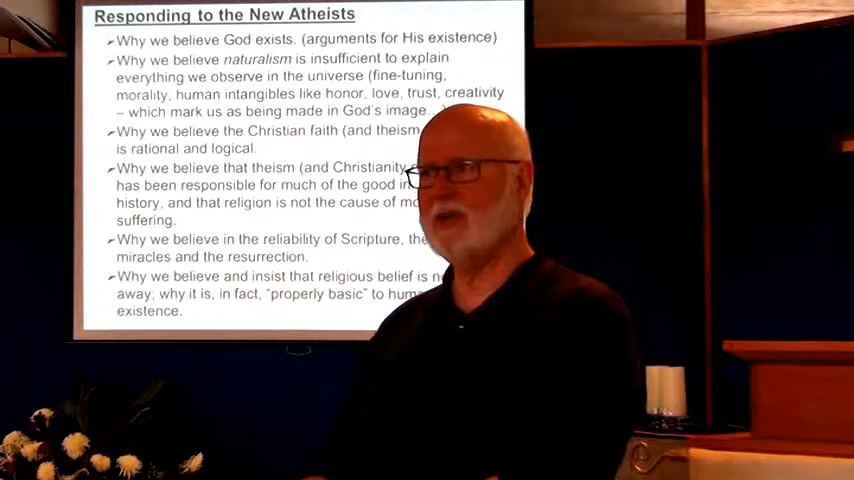 Responding to the New Atheists
➢Why we believe God exists. (arguments for His existence)
➢Why we believe naturalism is insufficient to explain
everything we observe in the universe (fine-tuning,
morality, human intangibles like honor, love, trust, creativity
– which mark us as being made in God's image...)
➢Why we believe the Christian faith (and theism
is rational and logical.
➢Why we believe that theism (and Christianity
has been responsible for much of the good in
history, and that religion is not the cause of
suffering.
➢Why we believe in the reliability of Scripture, the
miracles and the resurrection.
➢Why we believe and insist that religious belief is
away; why it is, in fact, "properly basic" to
existence.